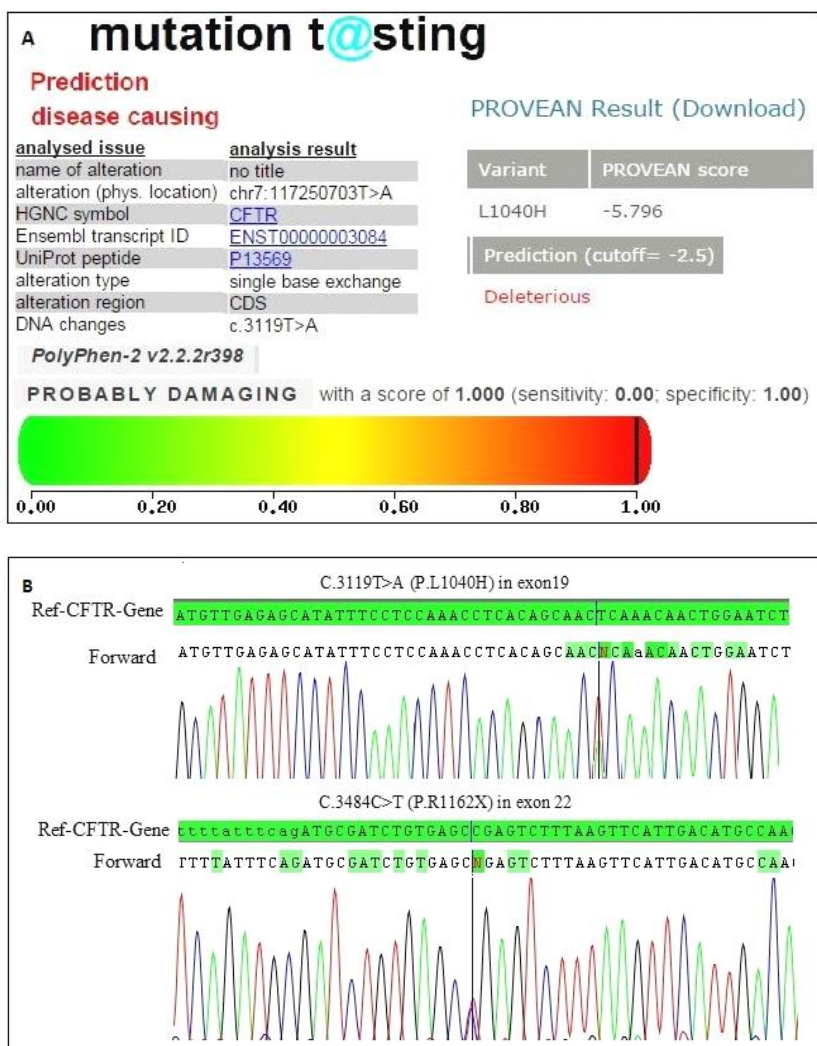 A
mutation t@sting
Prediction
disease causing
analysed issue analysis result
name of alteration no title
alteration (phys. location) chr7:117250703T>A
HGNC symbol CFTR
Ensembl transcript ID ENST00000003084
UniProt peptide P13569
alteration type single base exchange
alteration region CDS
DNA changes c.3119T>A
PROVEAN Result (Download)
Variant PROVEAN score
L1040H -5.796
Prediction (cutoff= -2.5)
Deleterious
PolyPhen-2 v2.2.2r398
PROBABLY DAMAGING with a score of 1.000 (sensitivity: 0.00; specificity: 1.00)
0.00 0.20 0.40 0.60 0.80 1.00
B
C.3119T>A (P.L1040H) in exon19
Ref-CFTR-Gene ATGTTGAGAGCATATTTCCTCCAAACCTCACAGCAACTCAAACAACTGGAATCT
Forward ATGTTGAGAGCATATTTCCTCCAAACCTCACAGCAACNCAaACAACTGGAATCT
C.3484C>T (P.R1162X) in exon 22
Ref-CFTR-Gene ttttatttcagATGCGATCTGTGAGCCGAGTCTTTAAGTTCATTGACATGCCAA
Forward TTTTATTTCAGATGCGATCTGTGAGCNGAGTCTTTAAGTTCATTGACATGCCAA